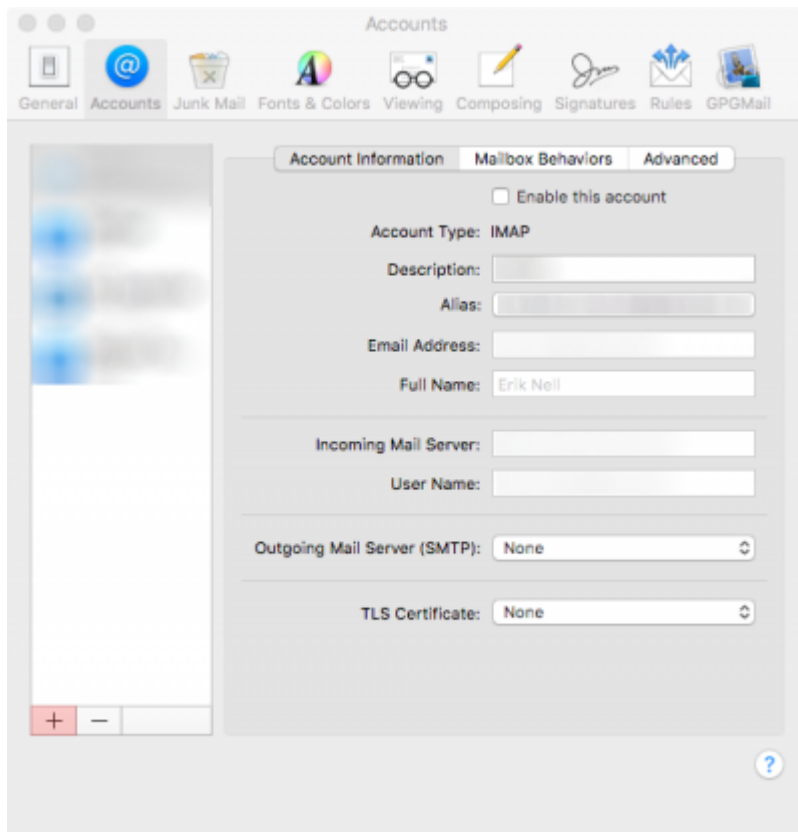 Accounts
General Accounts Junk Mail Fonts & Colors Viewing Composing Signatures Rules GPGMail
Account Information Mailbox Behaviors Advanced
Enable this account
Account Type: IMAP
Description:
Alias:
Email Address:
Full Name: Erik Nell
Incoming Mail Server:
User Name:
Outgoing Mail Server (SMTP): None
TLS Certificate: None
+ −
?